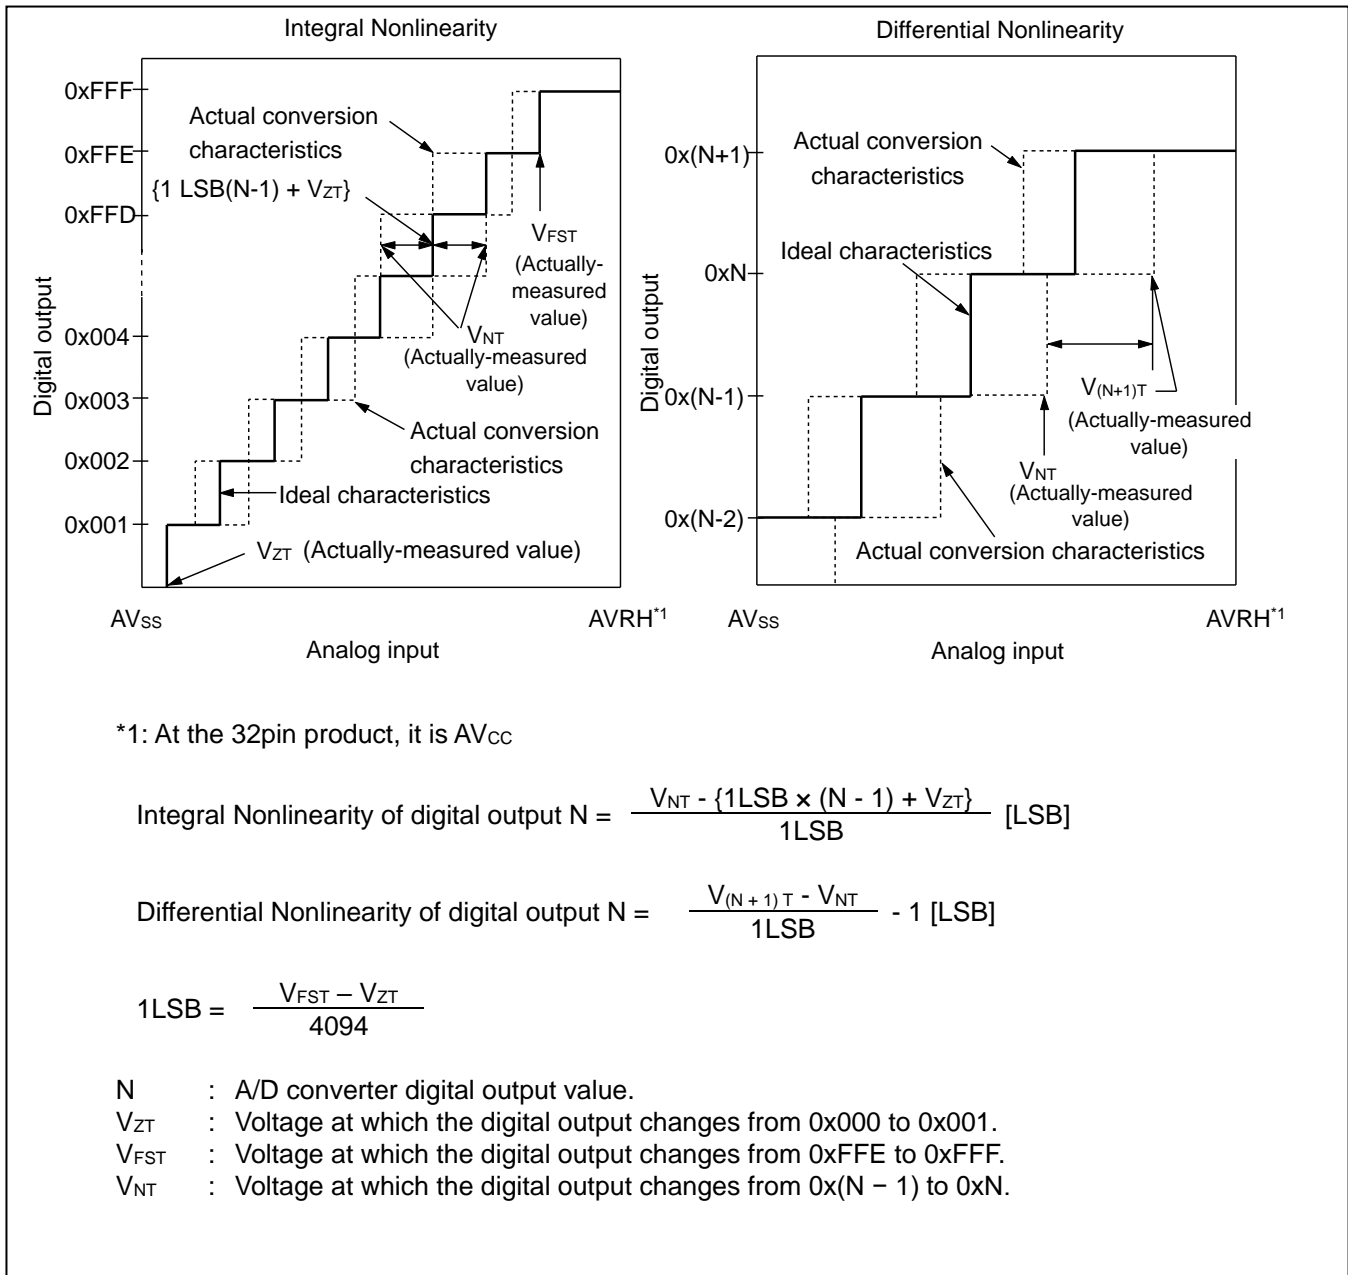 Integral Nonlinearity
0xFFF
0xFFE
0xFFD
0x004
0x003
0x002
0x001
Digital output
Actual conversion
characteristics
{1 LSB(N-1) + VZT}
VFST
(Actually-
measured
value)
VNT
(Actually-measured
value)
Actual conversion
characteristics
Ideal characteristics
VZT (Actually-measured value)
AVSS
AVRH*1
Analog input
Differential Nonlinearity
0x(N+1)
0xN
0x(N-1)
0x(N-2)
Digital output
Actual conversion
characteristics
Ideal characteristics
V(N+1)T
(Actually-measured
value)
VNT
(Actually-measured
value)
Actual conversion characteristics
AVSS
AVRH*1
Analog input
*1: At the 32pin product, it is AVCC
Integral Nonlinearity of digital output N = VNT - {1LSB × (N - 1) + VZT} / 1LSB [LSB]
Differential Nonlinearity of digital output N = V(N + 1) T - VNT / 1LSB - 1 [LSB]
1LSB = VFST – VZT / 4094
N : A/D converter digital output value.
VZT : Voltage at which the digital output changes from 0x000 to 0x001.
VFST : Voltage at which the digital output changes from 0xFFE to 0xFFF.
VNT : Voltage at which the digital output changes from 0x(N − 1) to 0xN.